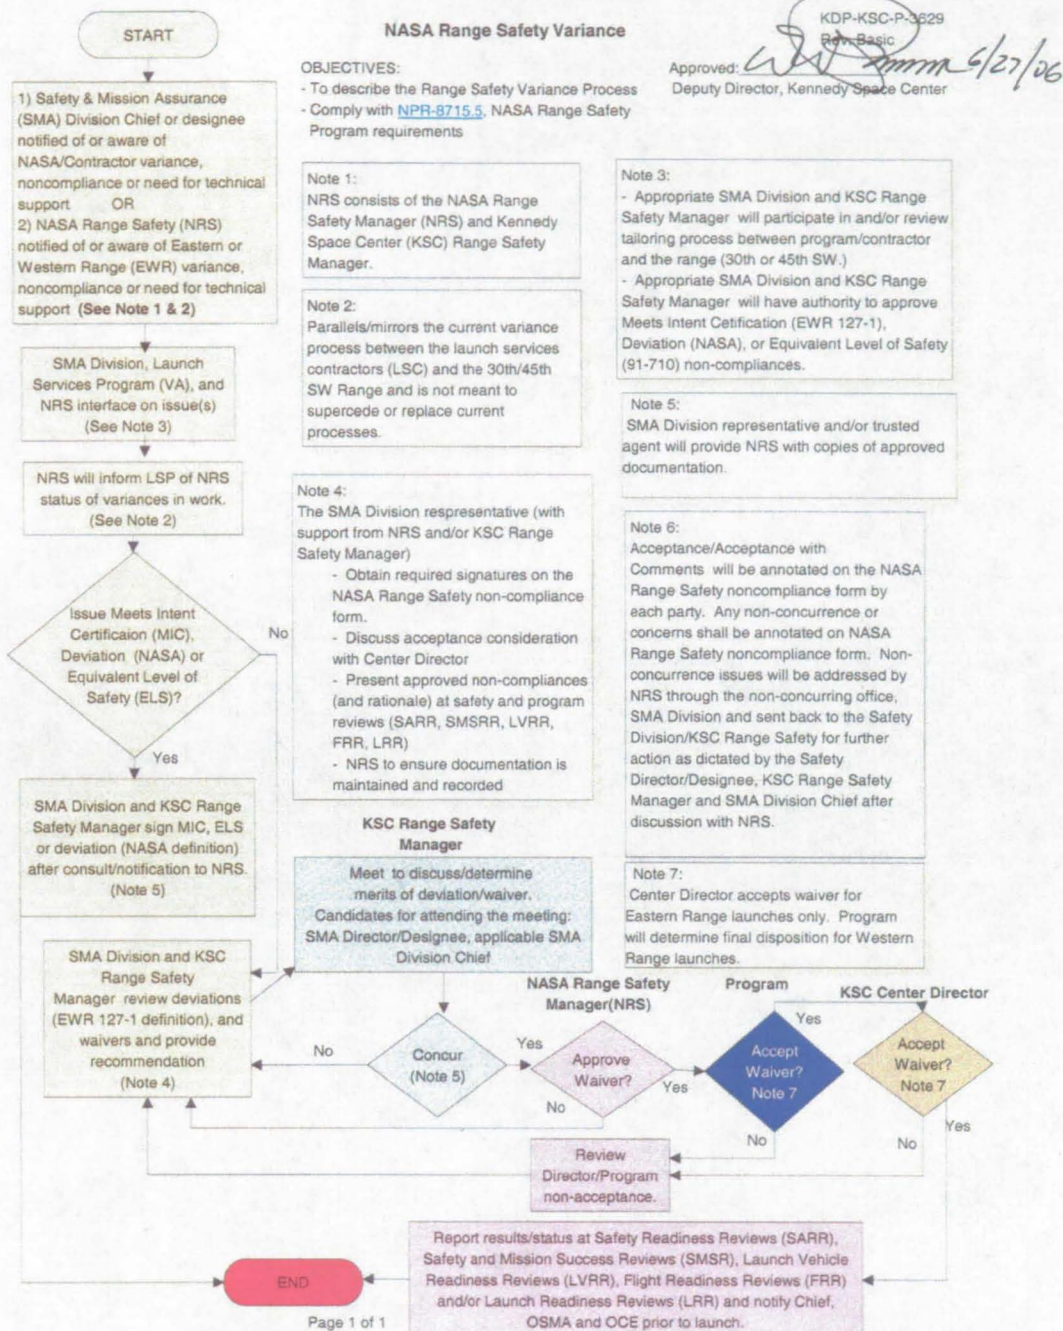 START
NASA Range Safety Variance
KDP-KSC-P-3629
Rev. Basic
OBJECTIVES:
- To describe the Range Safety Variance Process
- Comply with NPR-8715.5, NASA Range Safety
Program requirements
Approved:
6/27/06
Deputy Director, Kennedy Space Center
1) Safety & Mission Assurance
(SMA) Division Chief or designee
notified of or aware of
NASA/Contractor variance,
noncompliance or need for technical
support OR
2) NASA Range Safety (NRS)
notified of or aware of Eastern or
Western Range (EWR) variance,
noncompliance or need for technical
support (See Note 1 & 2)
Note 1:
NRS consists of the NASA Range
Safety Manager (NRS) and Kennedy
Space Center (KSC) Range Safety
Manager.
Note 2:
Parallels/mirrors the current variance
process between the launch services
contractors (LSC) and the 30th/45th
SW Range and is not meant to
supercede or replace current
processes.
Note 3:
- Appropriate SMA Division and KSC Range
Safety Manager will participate in and/or review
tailoring process between program/contractor
and the range (30th or 45th SW.)
- Appropriate SMA Division and KSC Range
Safety Manager will have authority to approve
Meets Intent Cetification (EWR 127-1),
Deviation (NASA), or Equivalent Level of Safety
(91-710) non-compliances.
SMA Division, Launch
Services Program (VA), and
NRS interface on issue(s)
(See Note 3)
Note 5:
SMA Division representative and/or trusted
agent will provide NRS with copies of approved
documentation.
NRS will inform LSP of NRS
status of variances in work.
(See Note 2)
Note 4:
The SMA Division respresentative (with
support from NRS and/or KSC Range
Safety Manager)
- Obtain required signatures on the
NASA Range Safety non-compliance
form.
- Discuss acceptance consideration
with Center Director
- Present approved non-compliances
(and rationale) at safety and program
reviews (SARR, SMSRR, LVRR,
FRR, LRR)
- NRS to ensure documentation is
maintained and recorded
Note 6:
Acceptance/Acceptance with
Comments will be annotated on the NASA
Range Safety noncompliance form by
each party. Any non-concurrence or
concerns shall be annotated on NASA
Range Safety noncompliance form. Non-
concurrence issues will be addressed by
NRS through the non-concurring office,
SMA Division and sent back to the Safety
Division/KSC Range Safety for further
action as dictated by the Safety
Director/Designee, KSC Range Safety
Manager and SMA Division Chief after
discussion with NRS.
Issue Meets Intent
Certificaion (MIC),
Deviation (NASA) or
Equivalent Level of
Safety (ELS)?
No
Yes
SMA Division and KSC Range
Safety Manager sign MIC, ELS
or deviation (NASA definition)
after consult/notification to NRS.
(Note 5)
KSC Range Safety
Manager
Meet to discuss/determine
merits of deviation/waiver.
Candidates for attending the meeting:
SMA Director/Designee, applicable SMA
Division Chief
Note 7:
Center Director accepts waiver for
Eastern Range launches only. Program
will determine final disposition for Western
Range launches.
SMA Division and KSC
Range Safety
Manager review deviations
(EWR 127-1 definition), and
waivers and provide
recommendation
(Note 4)
NASA Range Safety
Manager(NRS)
Program
KSC Center Director
No
Concur
(Note 5)
Yes
Approve
Waiver?
Yes
No
Accept
Waiver?
Note 7
Yes
No
Accept
Waiver?
Note 7
No
Yes
Review
Director/Program
non-acceptance.
Report results/status at Safety Readiness Reviews (SARR),
Safety and Mission Success Reviews (SMSR), Launch Vehicle
Readiness Reviews (LVRR), Flight Readiness Reviews (FRR)
and/or Launch Readiness Reviews (LRR) and notify Chief,
OSMA and OCE prior to launch.
END
Page 1 of 1